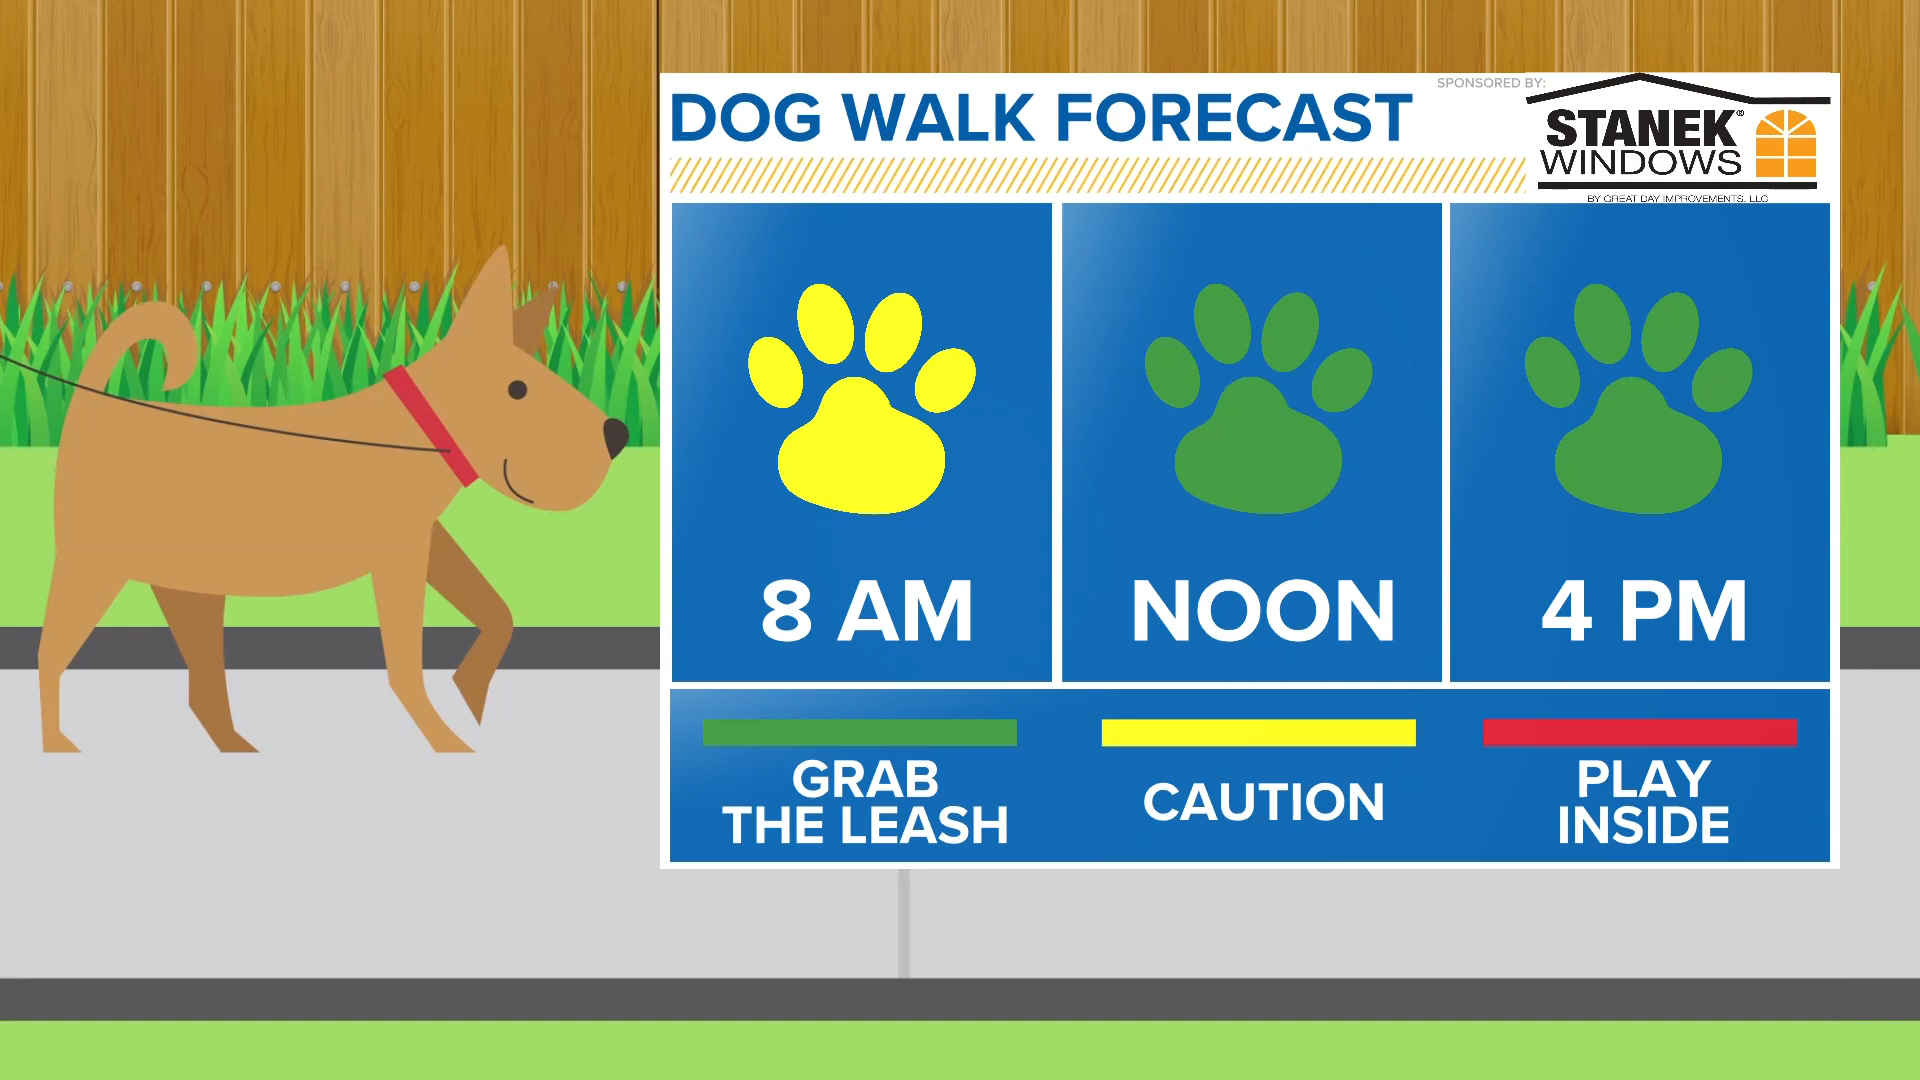 DOG WALK FORECAST
SPONSORED BY:
STANEK®
WINDOWS
BY GREAT DAY IMPROVEMENTS, LLC
8 AM
NOON
4 PM
GRAB
THE LEASH
CAUTION
PLAY
INSIDE